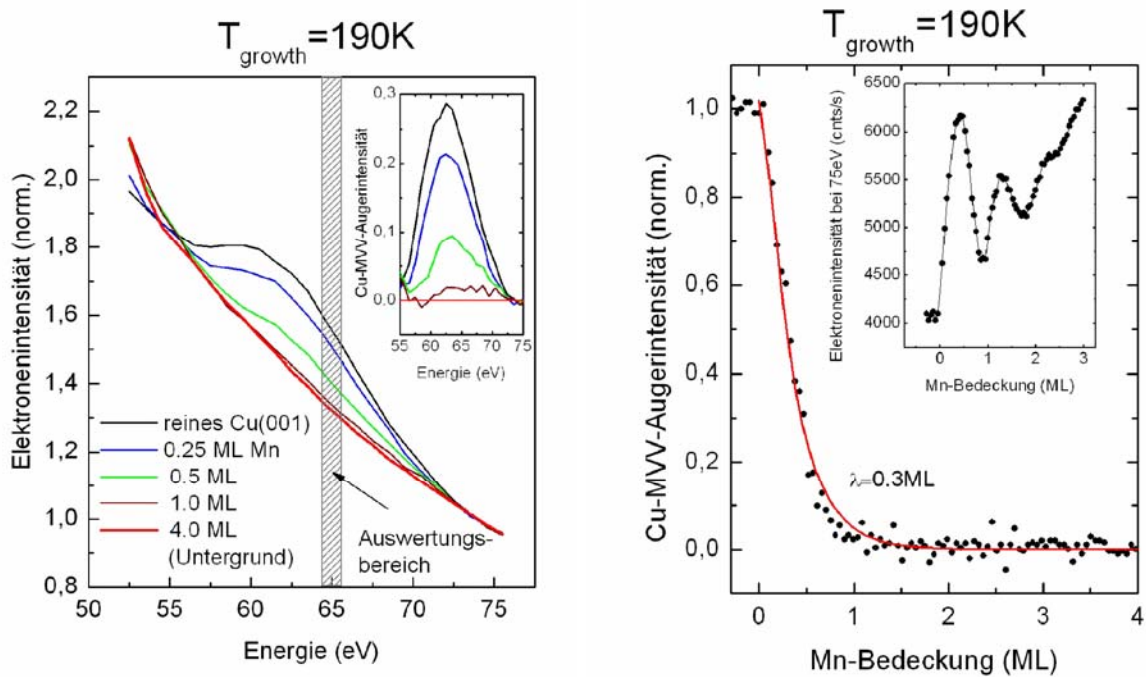 T_growth=190K
Elektronenintensität (norm.)
2,2
2,0
1,8
1,6
1,4
1,2
1,0
0,8
50
55
60
65
70
75
Energie (eV)
reines Cu(001)
0.25 ML Mn
0.5 ML
1.0 ML
4.0 ML
(Untergrund)
Auswertungs-
bereich
Cu-MVV-Augerintensität
0,3
0,2
0,1
0,0
55
60
65
70
75
Energie (eV)
T_growth=190K
Cu-MVV-Augerintensität (norm.)
1,0
0,8
0,6
0,4
0,2
0,0
0
1
2
3
4
Mn-Bedeckung (ML)
λ=0.3ML
Elektronenintensität bei 75eV (cnts/s)
6500
6000
5500
5000
4500
4000
0
1
2
3
Mn-Bedeckung (ML)